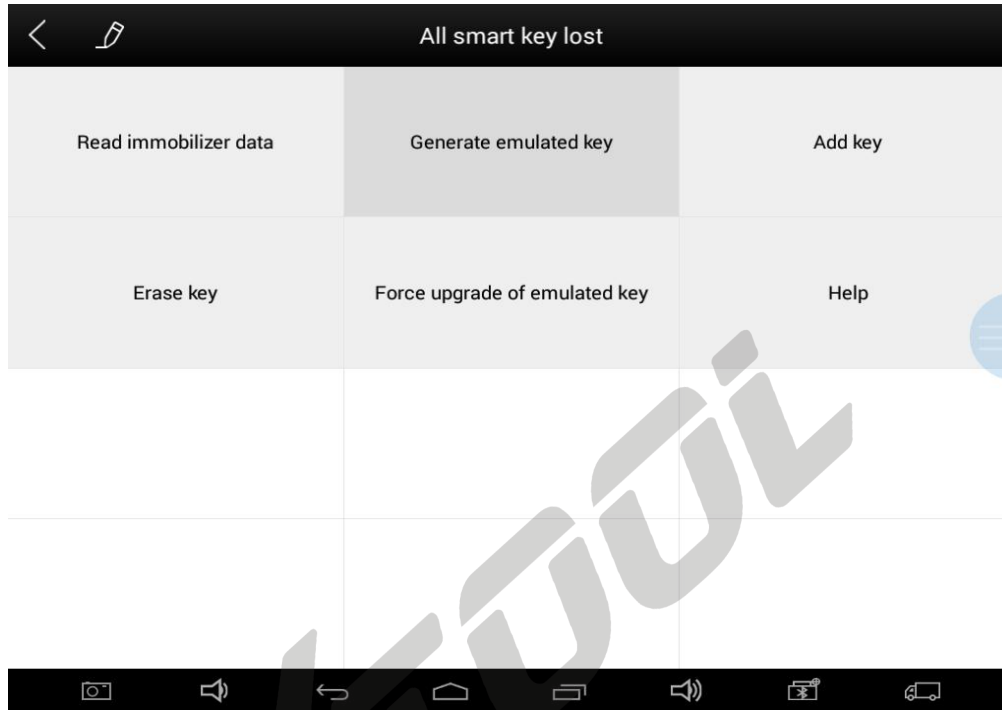 All smart key lost
Read immobilizer data
Generate emulated key
Add key
Erase key
Force upgrade of emulated key
Help